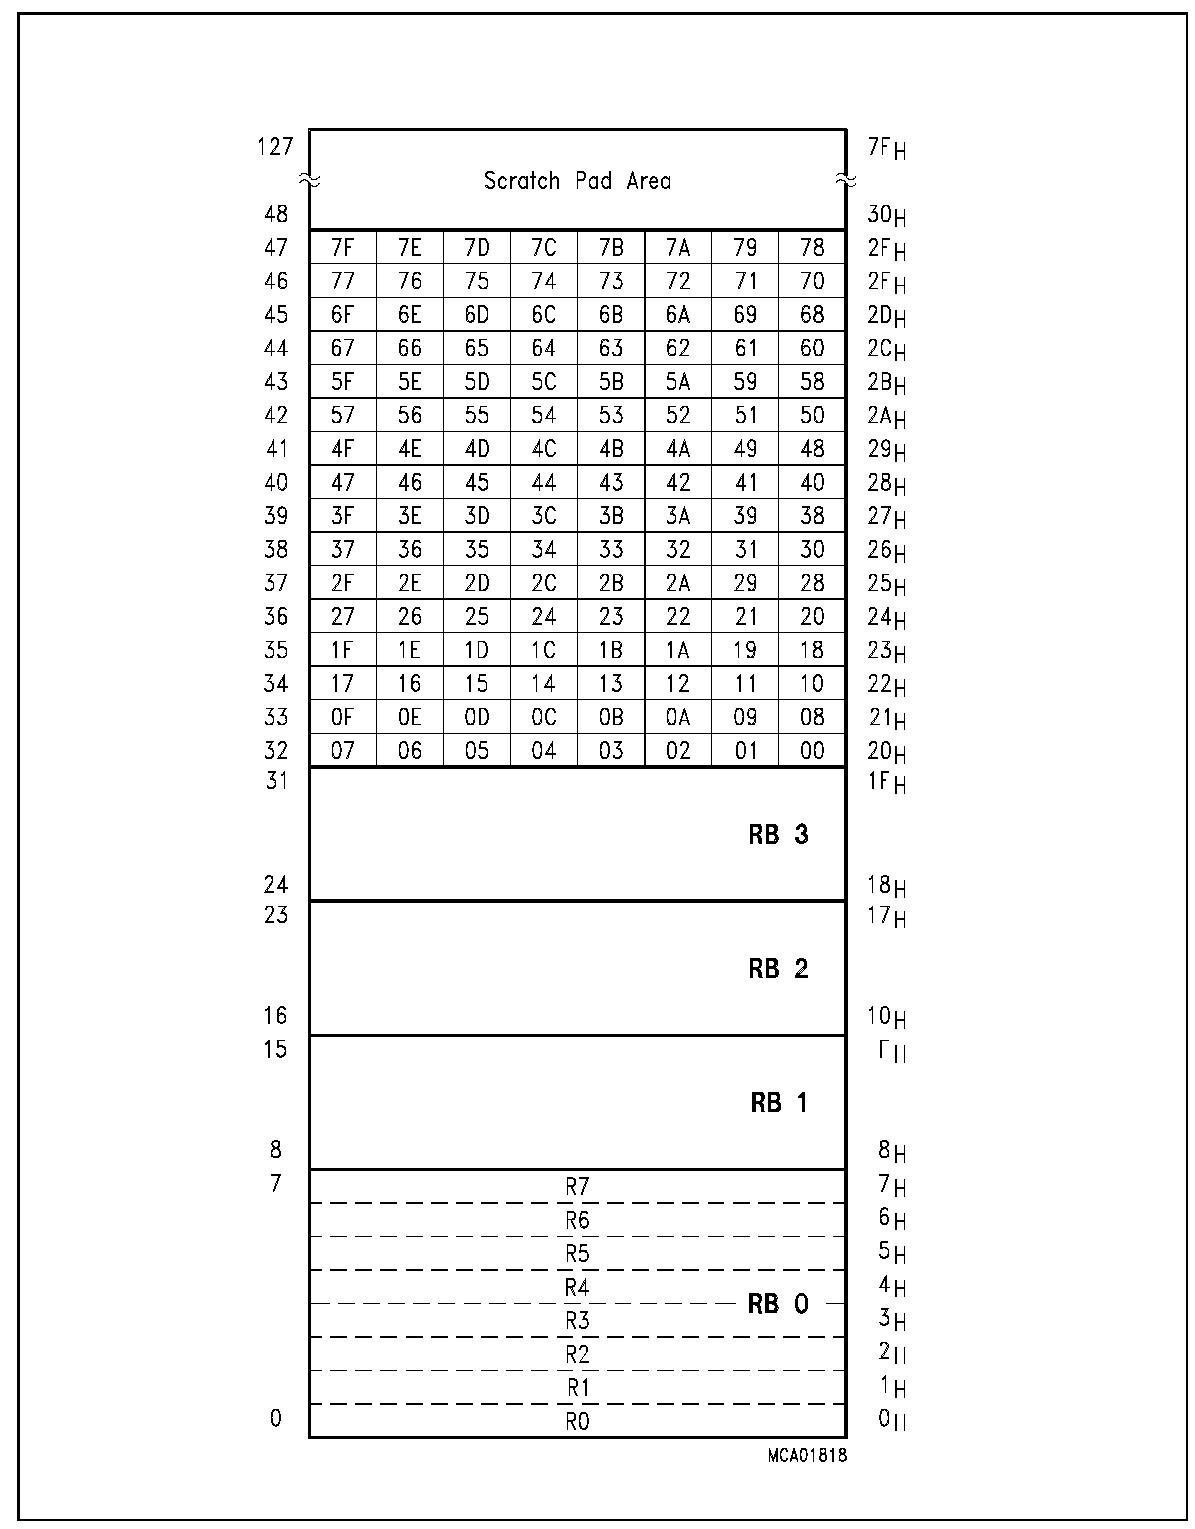 127 7FH
Scratch Pad Area
48 30H
47 7F 7E 7D 7C 7B 7A 79 78 2FH
46 77 76 75 74 73 72 71 70 2FH
45 6F 6E 6D 6C 6B 6A 69 68 2DH
44 67 66 65 64 63 62 61 60 2CH
43 5F 5E 5D 5C 5B 5A 59 58 2BH
42 57 56 55 54 53 52 51 50 2AH
41 4F 4E 4D 4C 4B 4A 49 48 29H
40 47 46 45 44 43 42 41 40 28H
39 3F 3E 3D 3C 3B 3A 39 38 27H
38 37 36 35 34 33 32 31 30 26H
37 2F 2E 2D 2C 2B 2A 29 28 25H
36 27 26 25 24 23 22 21 20 24H
35 1F 1E 1D 1C 1B 1A 19 18 23H
34 17 16 15 14 13 12 11 10 22H
33 0F 0E 0D 0C 0B 0A 09 08 21H
32 07 06 05 04 03 02 01 00 20H
31 1FH
RB 3
24 18H
23 17H
RB 2
16 10H
15
RB 1
8 8H
7 R7 7H
R6 6H
R5 5H
R4 4H
RB 0
R3 3H
R2 2H
R1 1H
0 R0 0H
MCA01818